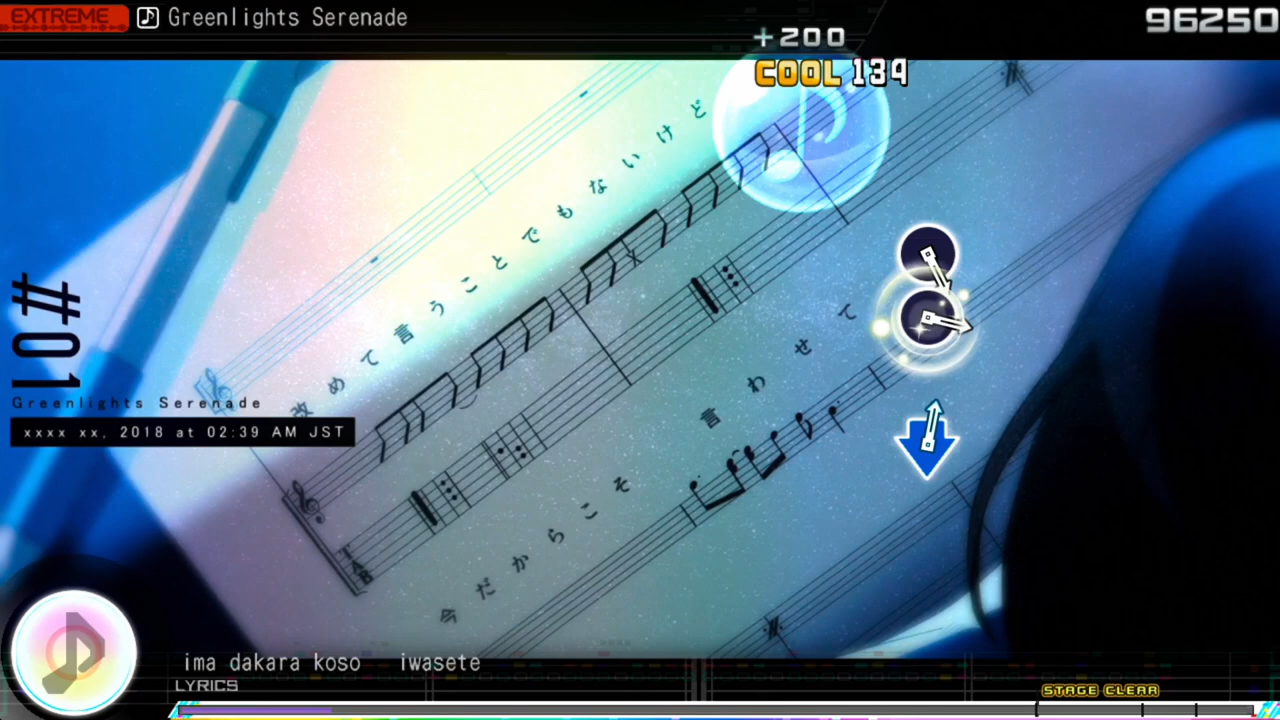 EXTREME
Greenlights Serenade
96250
+200
COOL 134
改めて言うことでもないけど
言わせて
今だからこそ
TAB
#01
Greenlights Serenade
xxxx xx, 2018 at 02:39 AM JST
ima dakara koso iwasete
LYRICS
STAGE CLEAR